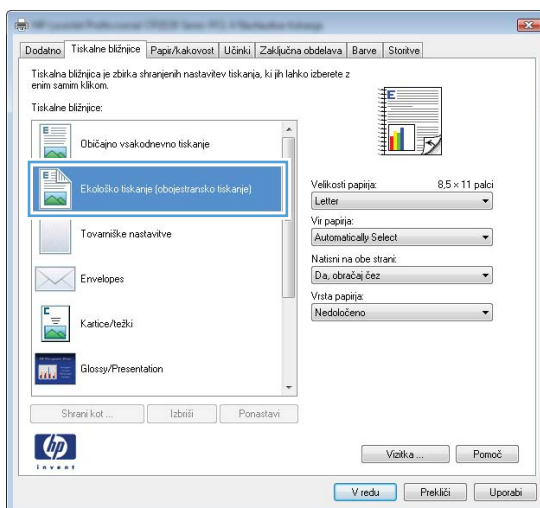 Dodatno Tiskalne bližnjice Papir/kakovost Učinki Zaključna obdelava Barve Storitve
Tiskalna bližnjica je zbirka shranjenih nastavitev tiskanja, ki jih lahko izberete z
enim samim klikom.
Tiskalne bližnjice:
Običajno vsakodnevno tiskanje
Ekološko tiskanje (obojestransko tiskanje)
Tovarniške nastavitve
Envelopes
Kartice/težki
Glossy/Presentation
Velikosti papirja: 8,5 × 11 palci
Letter
Vir papirja:
Automatically Select
Natisni na obe strani:
Da, obračaj čez
Vrsta papirja:
Nedoločeno
Shrani kot ... Izbriši Ponastavi
hp
invent
Vizitka ... Pomoč
V redu Prekliči Uporabi